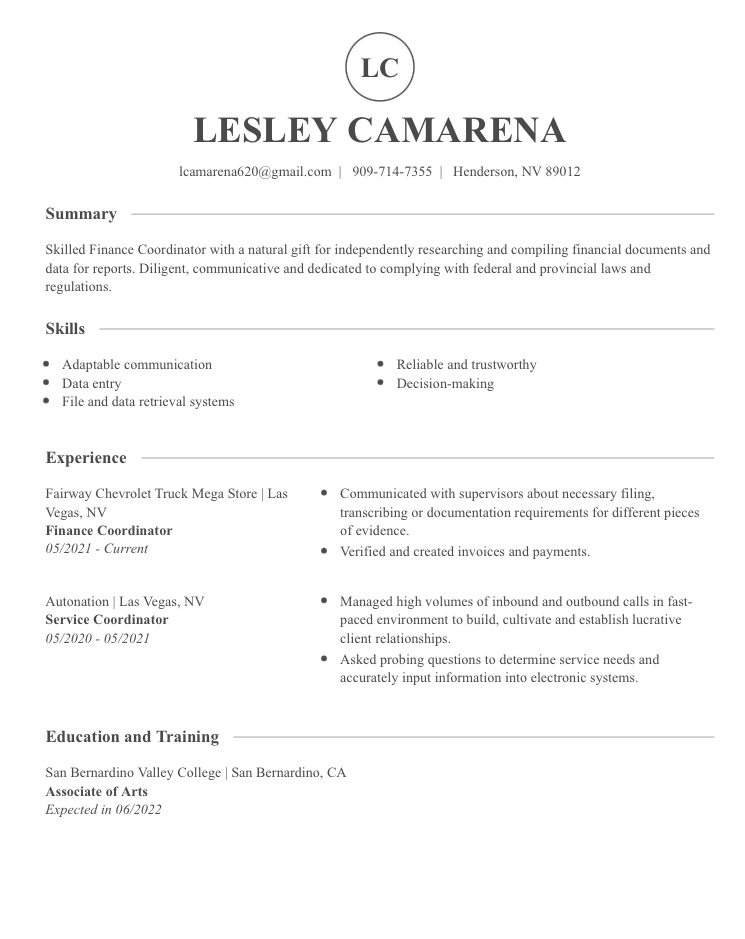 LC
LESLEY CAMARENA
lcamarena620@gmail.com | 909-714-7355 | Henderson, NV 89012
Summary
Skilled Finance Coordinator with a natural gift for independently researching and compiling financial documents and
data for reports. Diligent, communicative and dedicated to complying with federal and provincial laws and
regulations.
Skills
• Adaptable communication
• Data entry
• File and data retrieval systems
• Reliable and trustworthy
• Decision-making
Experience
Fairway Chevrolet Truck Mega Store | Las
Vegas, NV
Finance Coordinator
05/2021 - Current
• Communicated with supervisors about necessary filing,
transcribing or documentation requirements for different pieces
of evidence.
• Verified and created invoices and payments.
Autonation | Las Vegas, NV
Service Coordinator
05/2020 - 05/2021
• Managed high volumes of inbound and outbound calls in fast-
paced environment to build, cultivate and establish lucrative
client relationships.
• Asked probing questions to determine service needs and
accurately input information into electronic systems.
Education and Training
San Bernardino Valley College | San Bernardino, CA
Associate of Arts
Expected in 06/2022